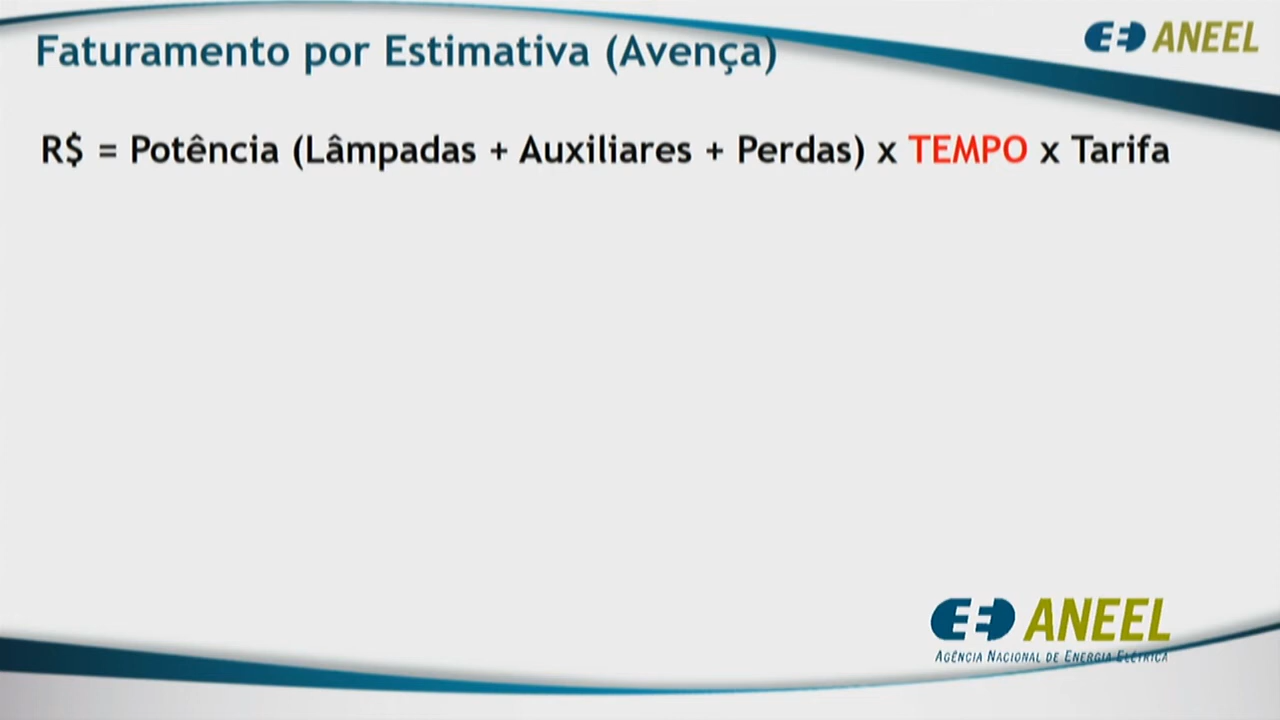 Faturamento por Estimativa (Avença)
ANEEL
R$ = Potência (Lâmpadas + Auxiliares + Perdas) x TEMPO x Tarifa
ANEEL
AGÊNCIA NACIONAL DE ENERGIA ELÉTRICA